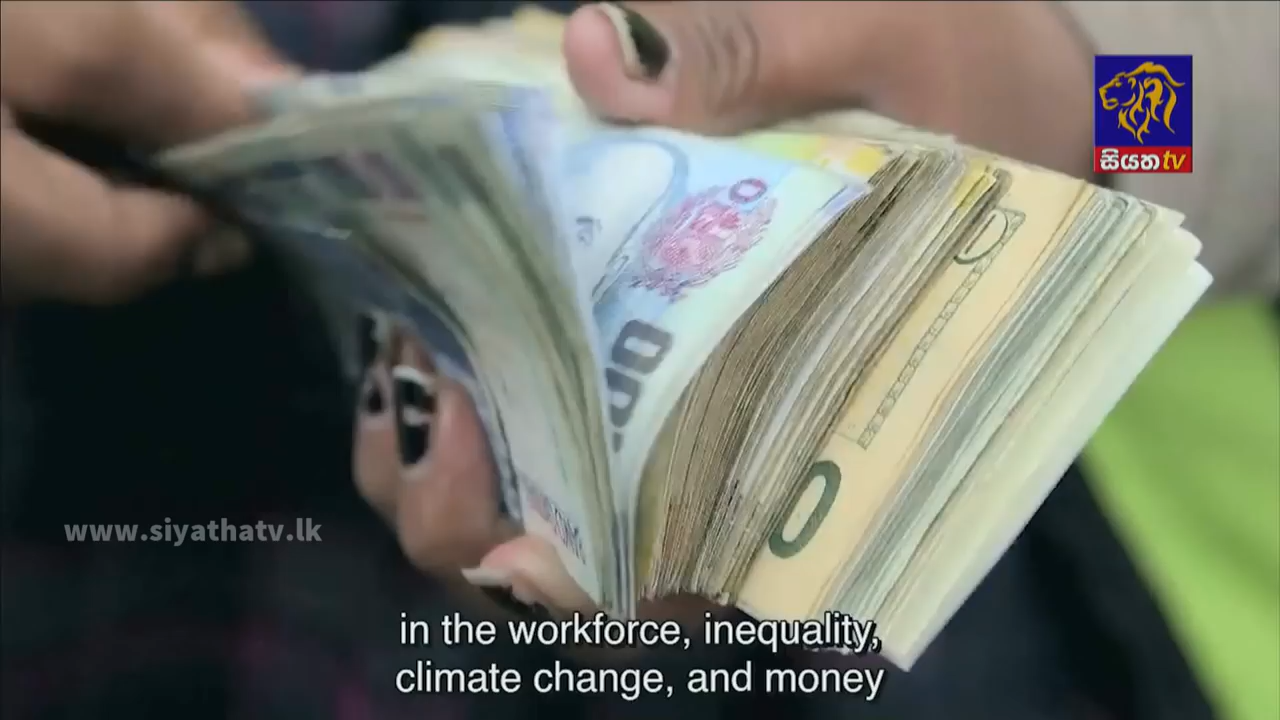 සියත tv
www.siyathatv.lk
in the workforce, inequality,
climate change, and money